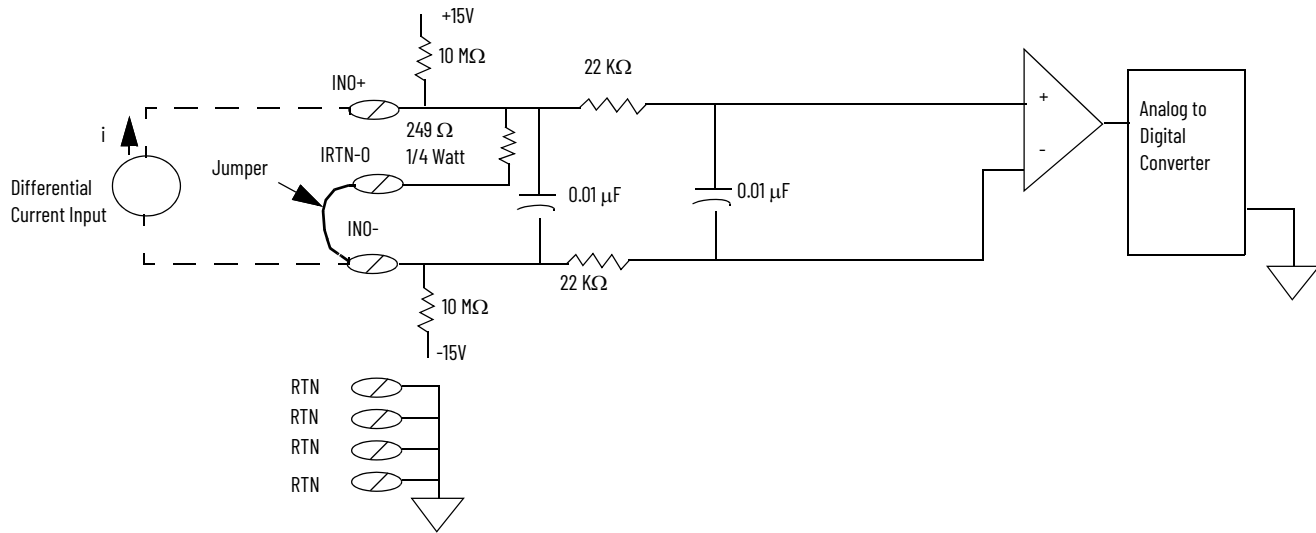 +15V
10 MΩ
22 KΩ
IN0+
i
249 Ω
1/4 Watt
IRTN-0
Jumper
Differential
Current Input
0.01 μF
0.01 μF
+
-
Analog to
Digital
Converter
IN0-
22 KΩ
10 MΩ
-15V
RTN
RTN
RTN
RTN